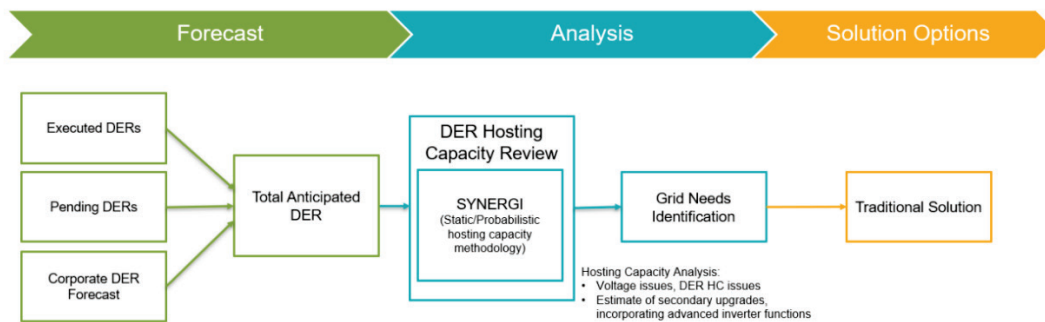 Forecast
Analysis
Solution Options
Executed DERs
Pending DERs
Corporate DER
Forecast
Total Anticipated
DER
DER Hosting
Capacity Review
SYNERGI
(Static/Probabilistic
hosting capacity
methodology)
Grid Needs
Identification
Traditional Solution
Hosting Capacity Analysis:
• Voltage issues, DER HC issues
• Estimate of secondary upgrades,
incorporating advanced inverter functions